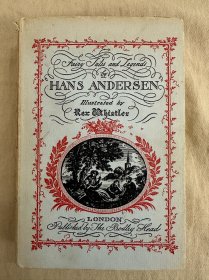 Fairy Tales and Legends
by
HANS ANDERSEN
Illustrated by
Rex Whistler
LONDON
Published by The Bodley Head